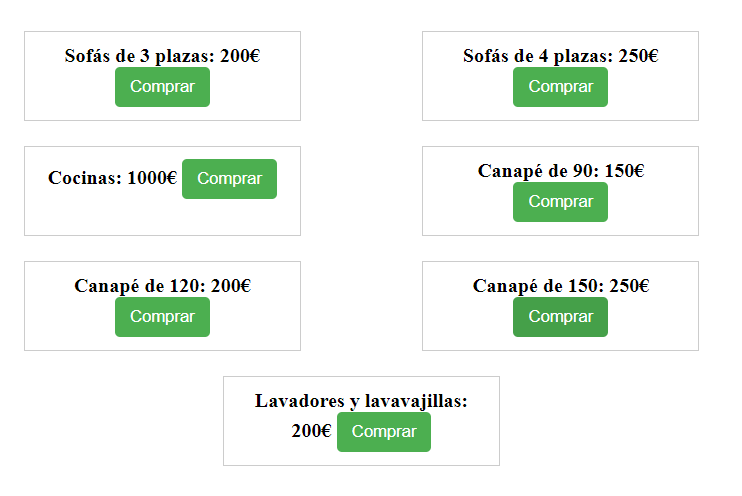 Sofás de 3 plazas: 200€
Comprar
Sofás de 4 plazas: 250€
Comprar
Cocinas: 1000€ Comprar
Canapé de 90: 150€
Comprar
Canapé de 120: 200€
Comprar
Canapé de 150: 250€
Comprar
Lavadores y lavavajillas:
200€ Comprar